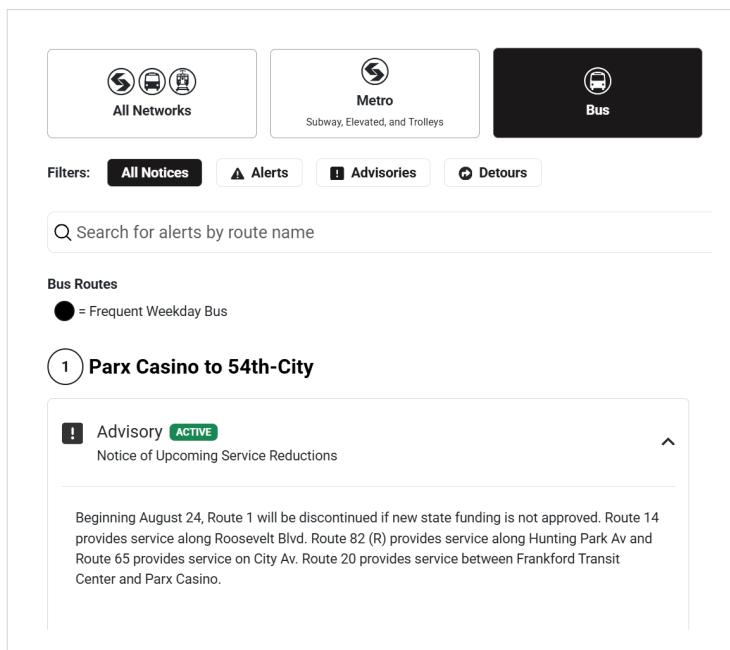 All Networks
Metro
Subway, Elevated, and Trolleys
Bus
Filters:
All Notices
Alerts
Advisories
Detours
Search for alerts by route name
Bus Routes
= Frequent Weekday Bus
1 Parx Casino to 54th-City
! Advisory ACTIVE
Notice of Upcoming Service Reductions
Beginning August 24, Route 1 will be discontinued if new state funding is not approved. Route 14
provides service along Roosevelt Blvd. Route 82 (R) provides service along Hunting Park Av and
Route 65 provides service on City Av. Route 20 provides service between Frankford Transit
Center and Parx Casino.